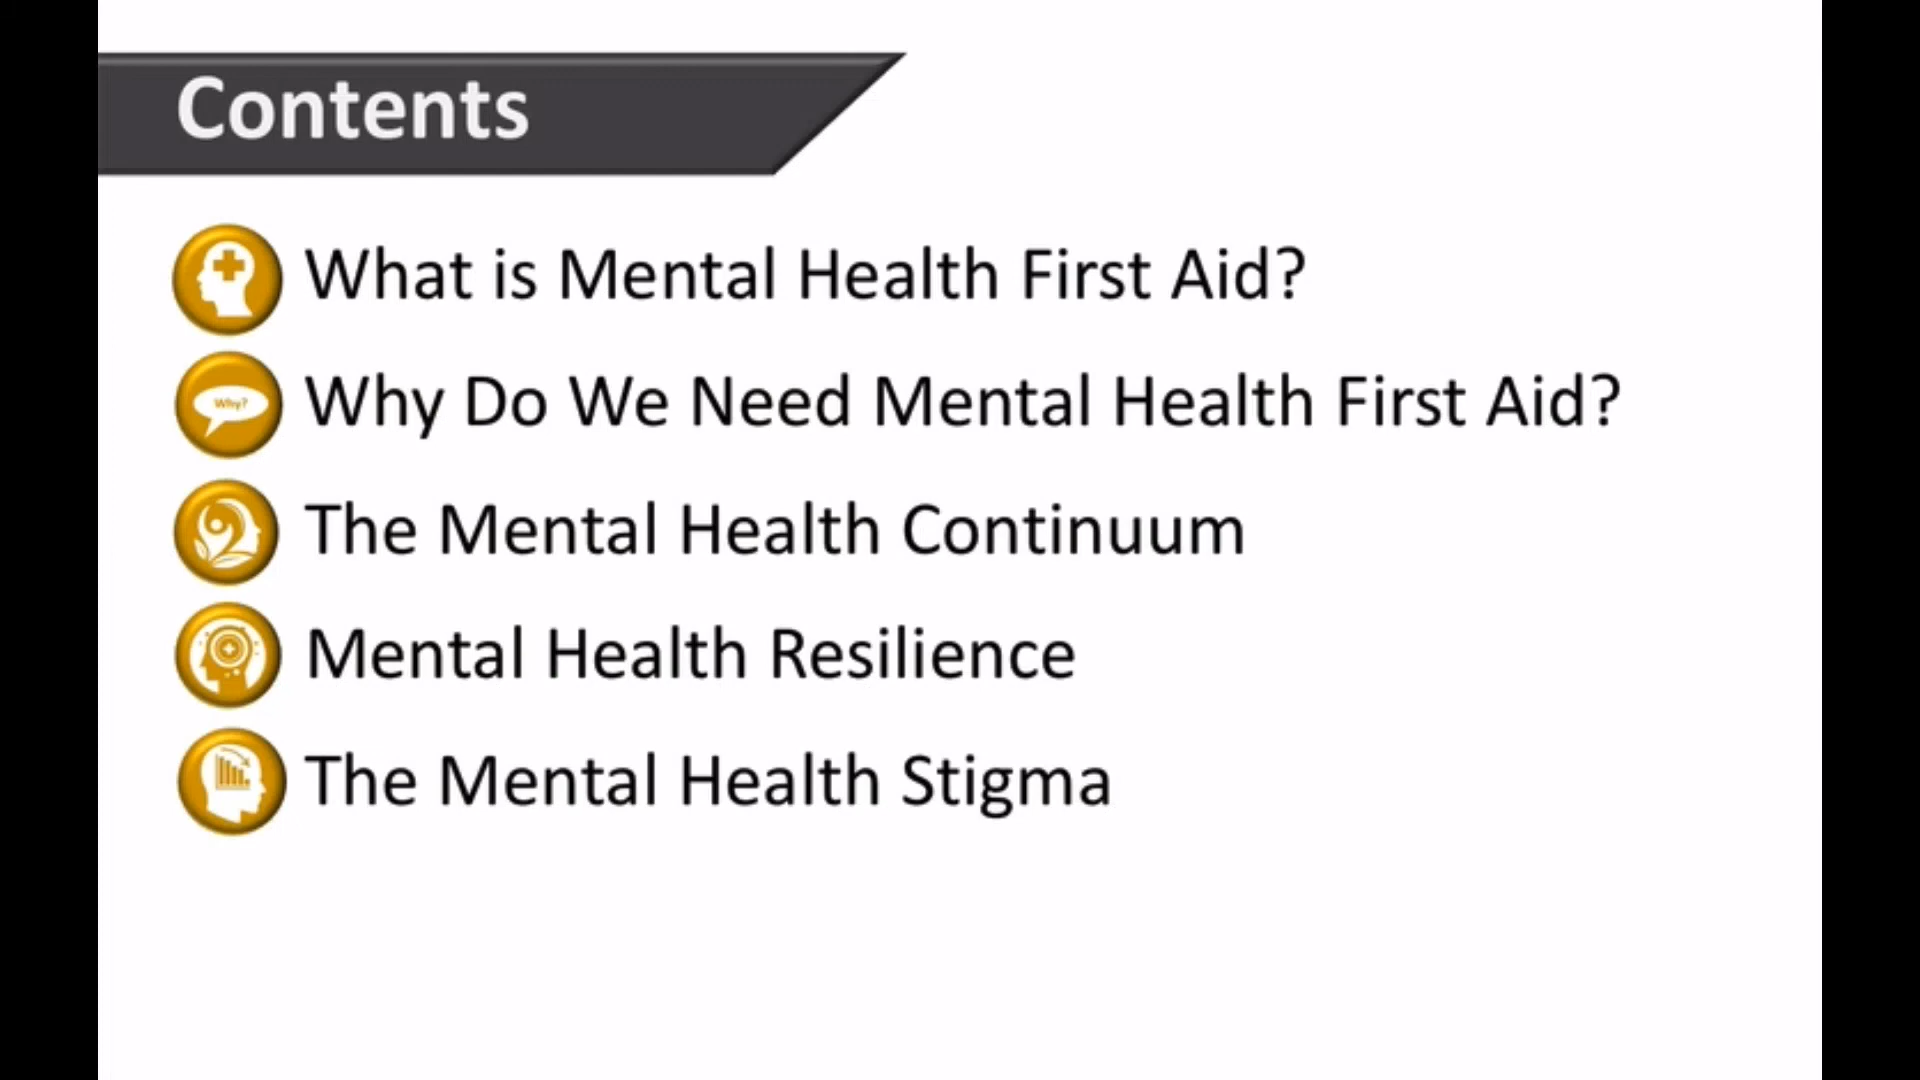 Contents
What is Mental Health First Aid?
Why?
Why Do We Need Mental Health First Aid?
The Mental Health Continuum
Mental Health Resilience
The Mental Health Stigma